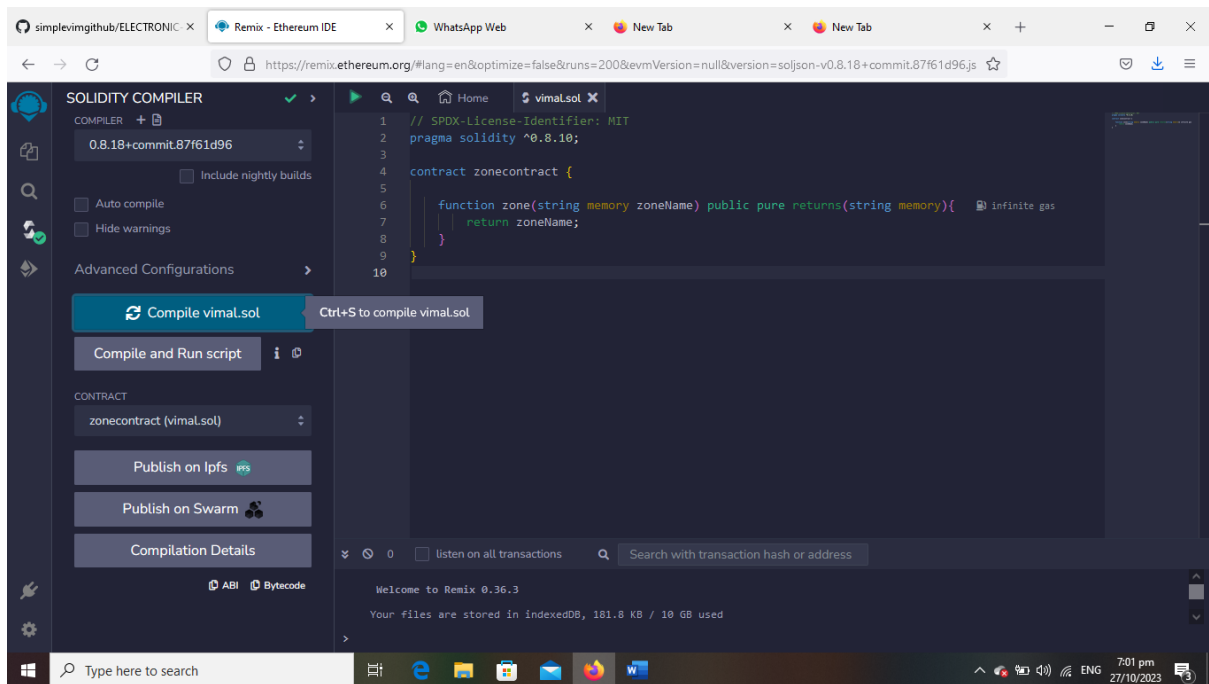 simplevimgithub/ELECTRONIC-
Remix - Ethereum IDE
WhatsApp Web
New Tab
New Tab
https://remix.ethereum.org/#lang=en&optimize=false&runs=200&evmVersion=null&version=soljson-v0.8.18+commit.87f61d96.js
SOLIDITY COMPILER
COMPILER
0.8.18+commit.87f61d96
Include nightly builds
Auto compile
Hide warnings
Advanced Configurations
Compile vimal.sol
Ctrl+S to compile vimal.sol
Compile and Run script
CONTRACT
zonecontract (vimal.sol)
Publish on Ipfs
IPFS
Publish on Swarm
Compilation Details
ABI Bytecode
Home
vimal.sol
1 // SPDX-License-Identifier: MIT
2 pragma solidity ^0.8.10;
3
4 contract zonecontract {
5
6 function zone(string memory zoneName) public pure returns(string memory){ infinite gas
7 return zoneName;
8 }
9 }
10
0 listen on all transactions Search with transaction hash or address
Welcome to Remix 0.36.3
Your files are stored in indexedDB, 181.8 KB / 10 GB used
>
Type here to search
ENG
7:01 pm
27/10/2023
3